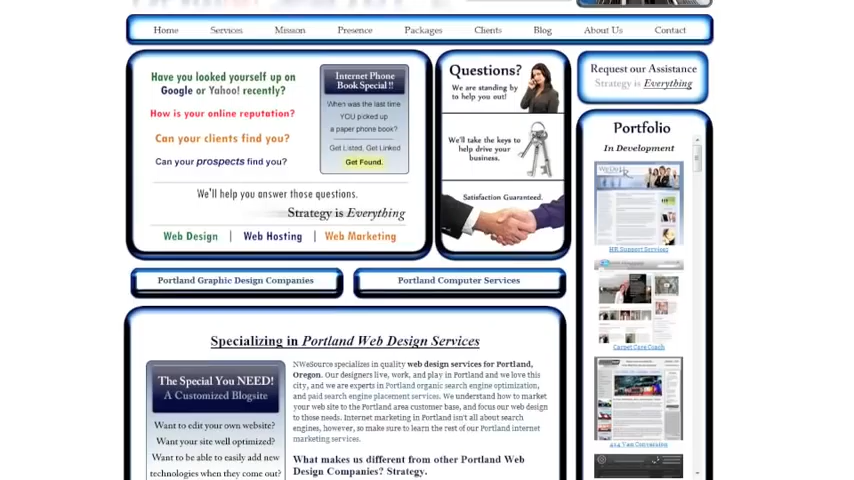 Home Services Mission Presence Packages Clients Blog About Us Contact
Have you looked yourself up on
Google or Yahoo! recently?
How is your online reputation?
Can your clients find you?
Can your prospects find you?
Internet Phone
Book Special !!
When was the last time
YOU picked up
a paper phone book?
Get Listed, Get Linked
Get Found.
We'll help you answer those questions.
Strategy is Everything
Web Design | Web Hosting | Web Marketing
Questions?
We are standing by
to help you out!
We'll take the keys to
help drive your
business.
Satisfaction Guaranteed.
Request our Assistance
Strategy is Everything
Portfolio
In Development
HR Support Services
Carpet Care Coach
4x4 Van Conversion
Portland Graphic Design Companies
Portland Computer Services
Specializing in Portland Web Design Services
The Special You NEED!
A Customized Blogsite
Want to edit your own website?
Want your site well optimized?
Want to be able to easily add new
technologies when they come out?
NWeSource specializes in quality web design services for Portland,
Oregon. Our designers live, work, and play in Portland and we love this
city, and we are experts in Portland organic search engine optimization,
and paid search engine placement services. We understand how to market
your web site to the Portland area customer base, and focus our web design
to those needs. Internet marketing in Portland isn't all about search
engines, however, so make sure to learn the rest of our Portland internet
marketing services.
What makes us different from other Portland Web
Design Companies? Strategy.